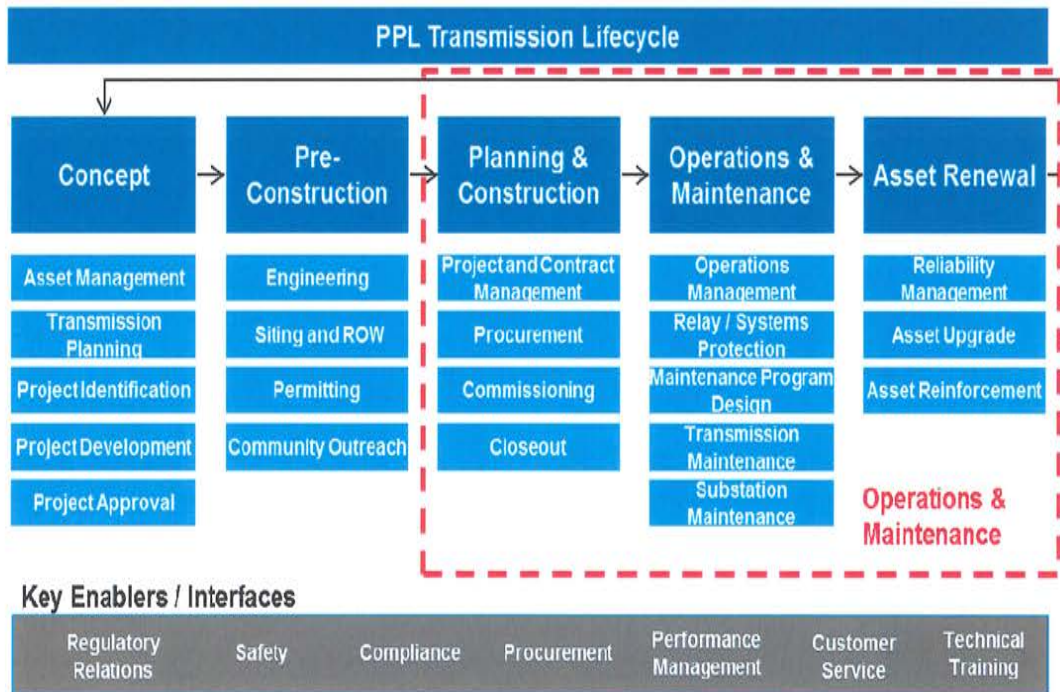 PPL Transmission Lifecycle
Concept
Pre-
Construction
Planning &
Construction
Operations &
Maintenance
Asset Renewal
Asset Management
Transmission
Planning
Project Identification
Project Development
Project Approval
Engineering
Siting and ROW
Permitting
Community Outreach
Project and Contract
Management
Procurement
Commissioning
Closeout
Operations
Management
Relay / Systems
Protection
Maintenance Program
Design
Transmission
Maintenance
Substation
Maintenance
Reliability
Management
Asset Upgrade
Asset Reinforcement
Operations &
Maintenance
Key Enablers / Interfaces
Regulatory
Relations
Safety
Compliance
Procurement
Performance
Management
Customer
Service
Technical
Training